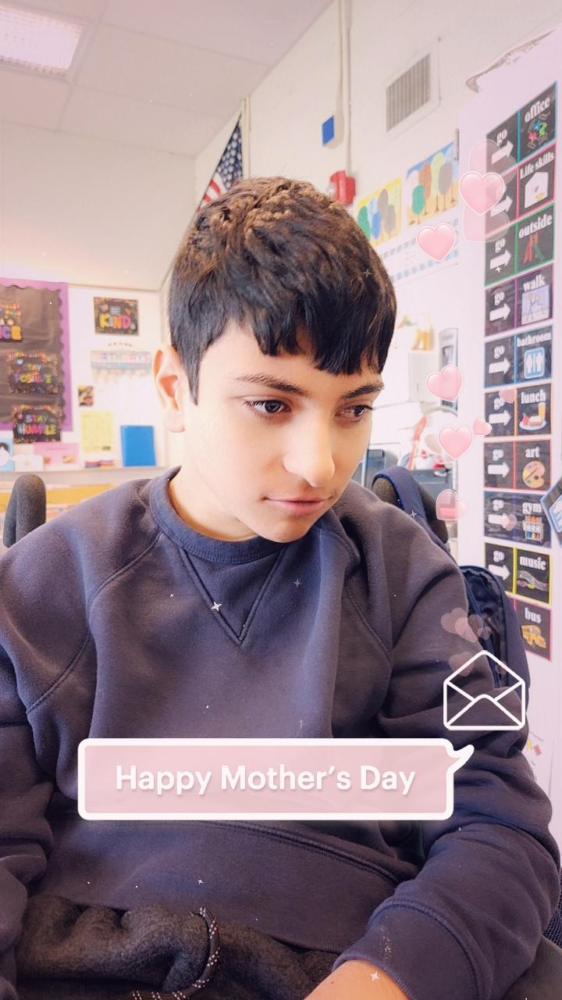 go
office
go
Life skills
go
outside
go
walk
go
bathroom
go
lunch
go
art
go
gym
go
music
bus
KIND
BIRTHDAYS
STAY
POSITIVE
STAY
HUMBLE
Happy Mother's Day